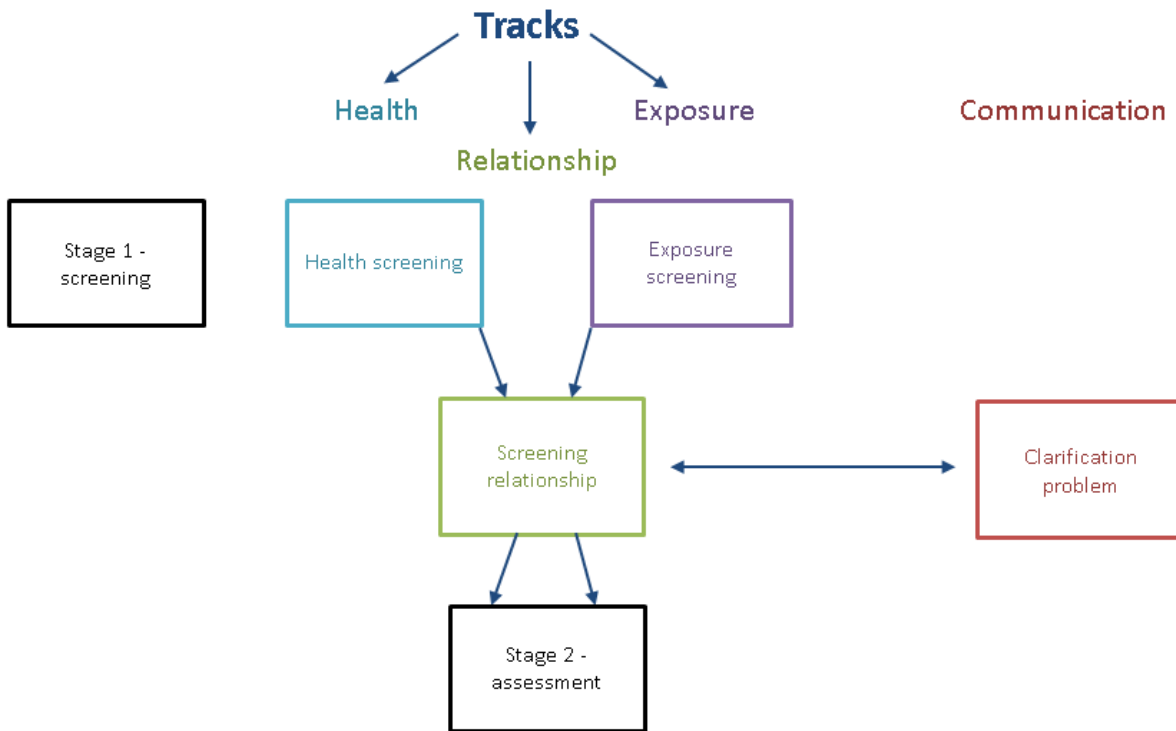 Tracks
Health
Exposure
Communication
Relationship
Stage 1 -
screening
Health screening
Exposure
screening
Screening
relationship
Clarification
problem
Stage 2 -
assessment